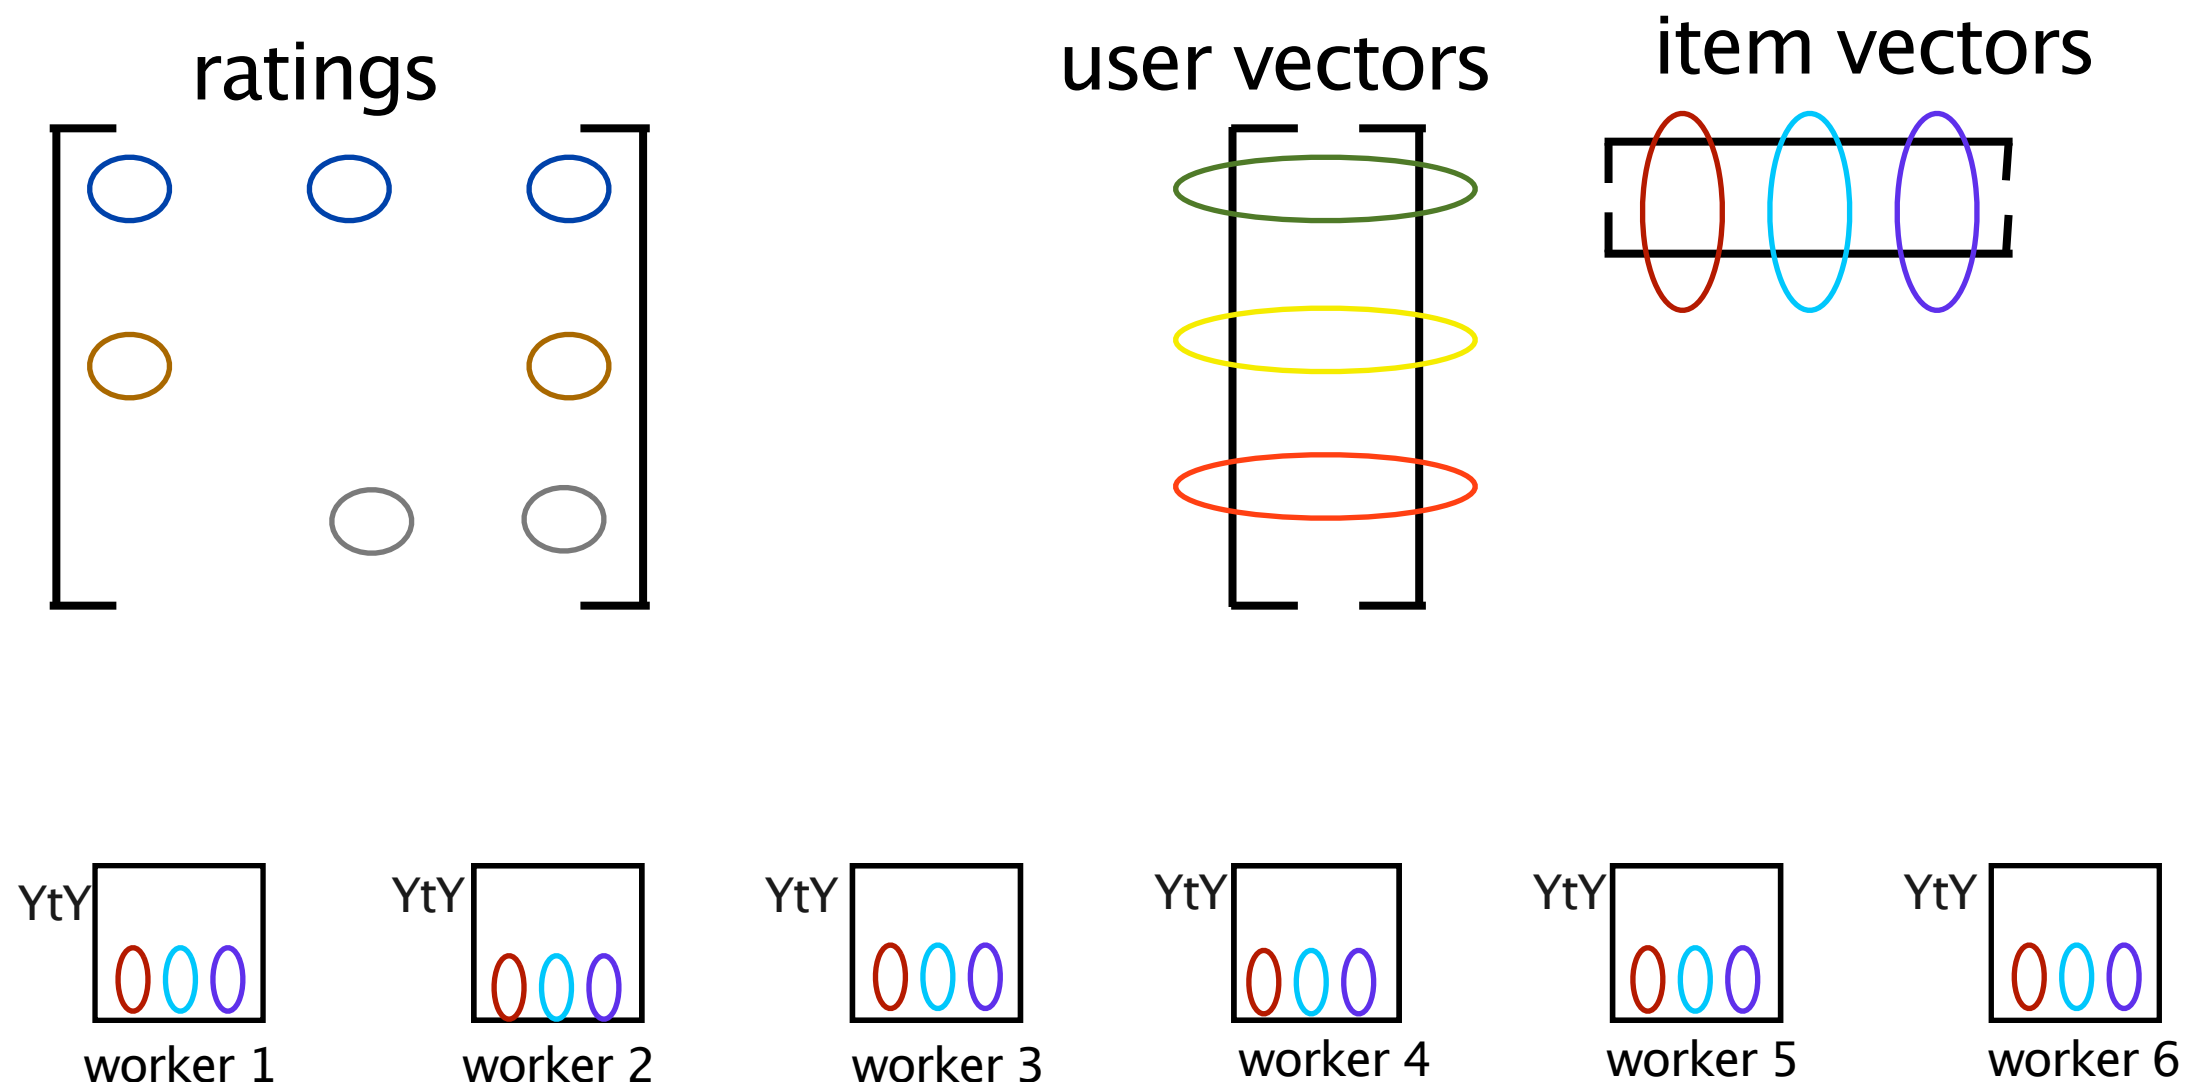 ratings
user vectors
item vectors
YtY
YtY
YtY
YtY
YtY
YtY
worker 1
worker 2
worker 3
worker 4
worker 5
worker 6